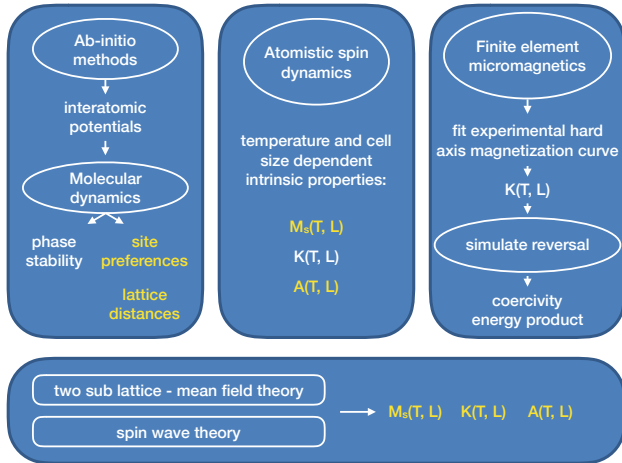 Ab-initio
methods
interatomic
potentials
Molecular
dynamics
phase
stability
site
preferences
lattice
distances
Atomistic spin
dynamics
temperature and cell
size dependent
intrinsic properties:
Mₛ(T, L)
K(T, L)
A(T, L)
Finite element
micromagnetics
fit experimental hard
axis magnetization curve
K(T, L)
simulate reversal
coercivity
energy product
two sub lattice - mean field theory
spin wave theory
Mₛ(T, L) K(T, L) A(T, L)